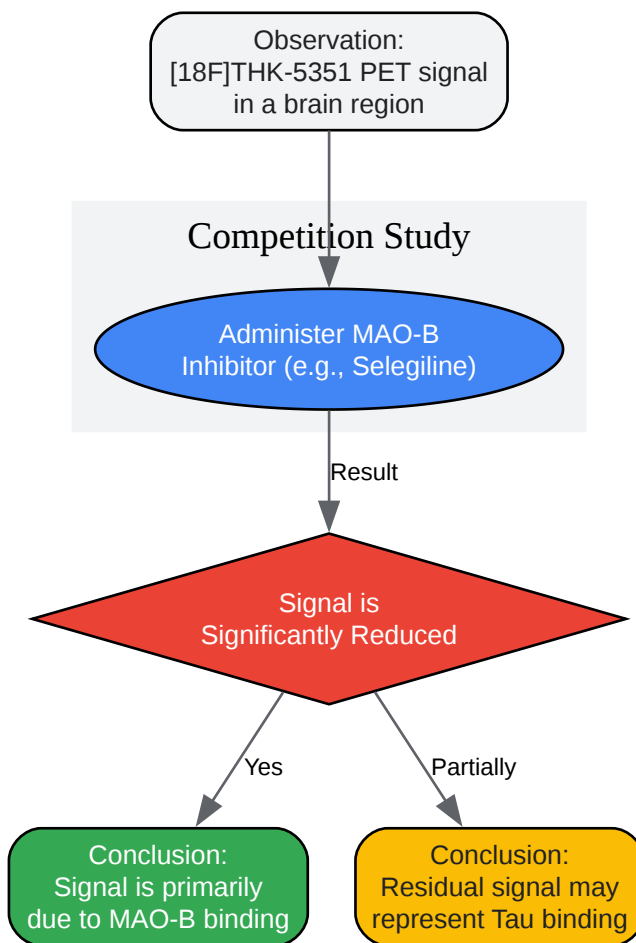 Observation:
[18F]THK-5351 PET signal
in a brain region
Competition Study
Administer MAO-B
Inhibitor (e.g., Selegiline)
Result
Signal is
Significantly Reduced
Yes
Partially
Conclusion:
Signal is primarily
due to MAO-B binding
Conclusion:
Residual signal may
represent Tau binding